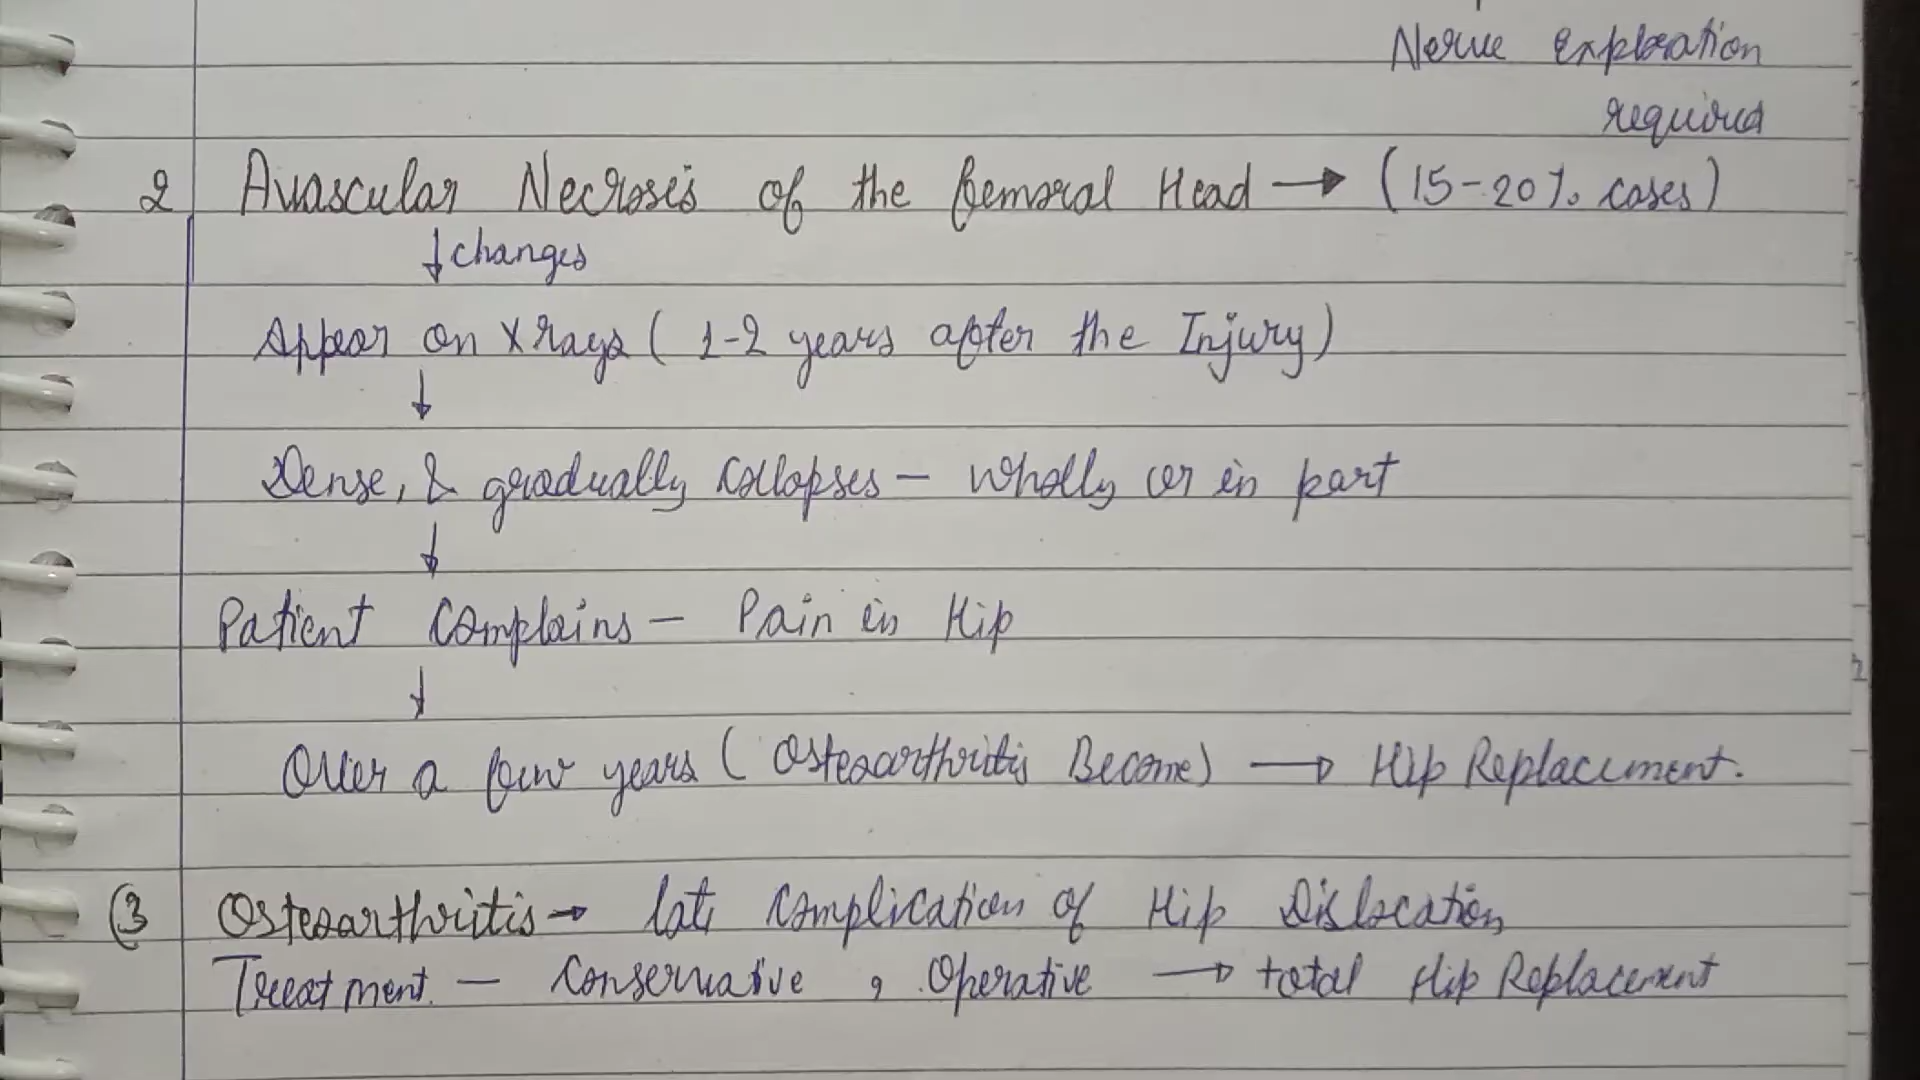 Nerve Exploration
required
2 Avascular Necrosis of the femoral Head → (15-20% cases)
↓ changes
Appear on X rays ( 1-2 years after the Injury )
↓
Dense, & gradually collapses - wholly or in part
↓
Patient Complains - Pain in Hip
↓
Over a few years ( Osteoarthritis Become) → Hip Replacement.
(3 Osteoarthritis → late Complication of Hip Dislocation
Treatment. - Conservative , Operative → total Hip Replacement